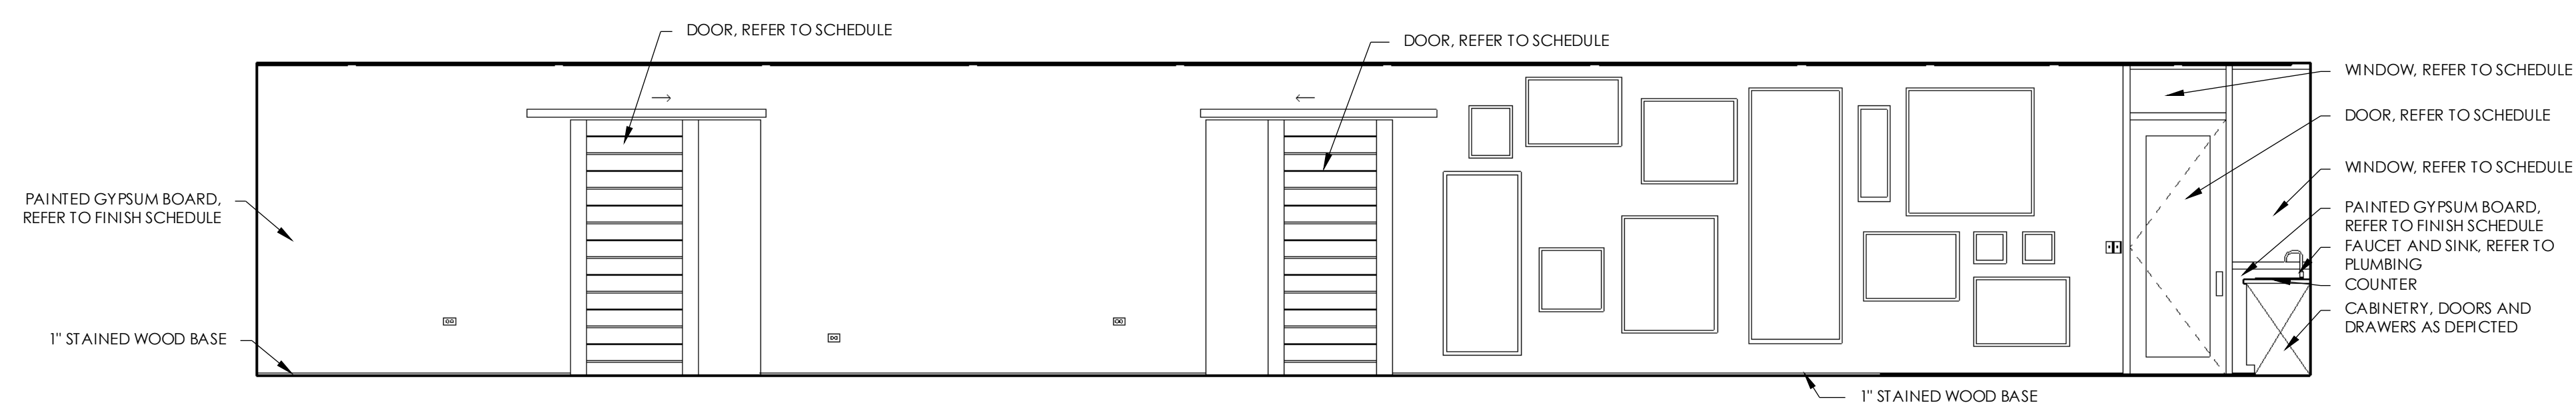 DOOR, REFER TO SCHEDULE
DOOR, REFER TO SCHEDULE
WINDOW, REFER TO SCHEDULE
DOOR, REFER TO SCHEDULE
WINDOW, REFER TO SCHEDULE
PAINTED GYPSUM BOARD,
REFER TO FINISH SCHEDULE
PAINTED GYPSUM BOARD,
REFER TO FINISH SCHEDULE
FAUCET AND SINK, REFER TO
PLUMBING
COUNTER
CABINETRY, DOORS AND
DRAWERS AS DEPICTED
1" STAINED WOOD BASE
1" STAINED WOOD BASE